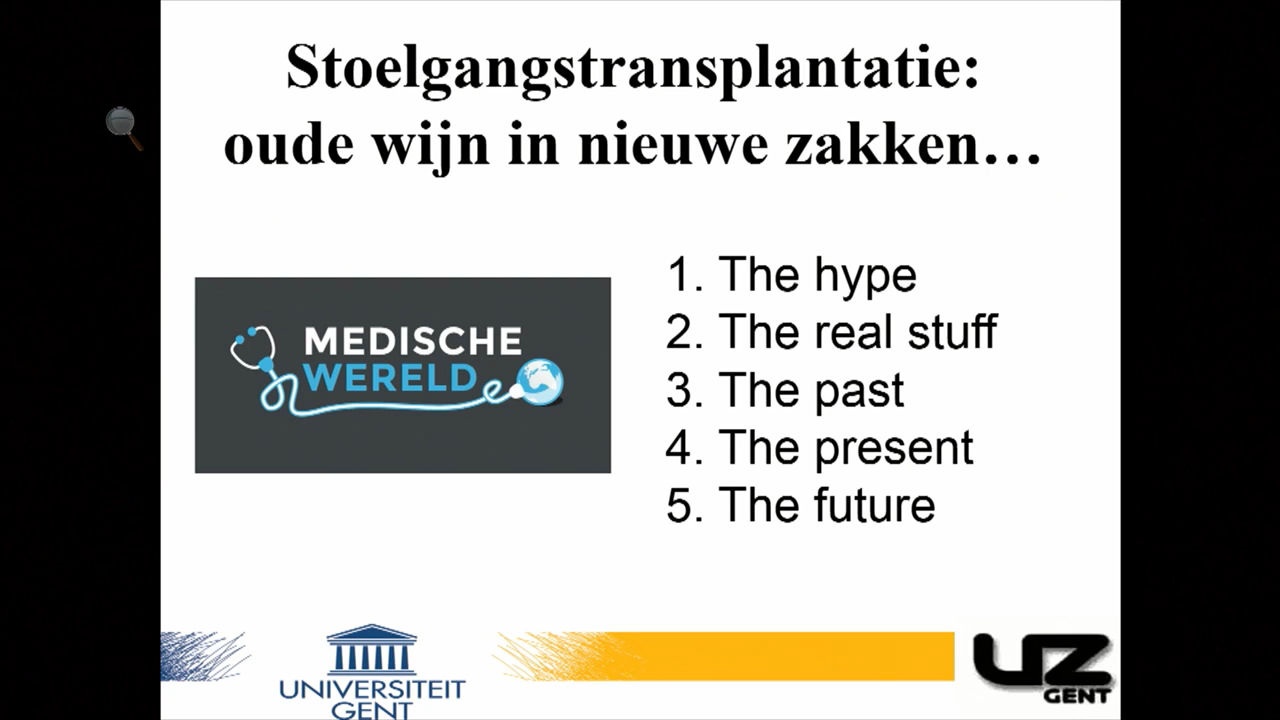 Stoelgangstransplantatie:
oude wijn in nieuwe zakken…
MEDISCHE
WERELD
1. The hype
2. The real stuff
3. The past
4. The present
5. The future
UNIVERSITEIT
GENT
UZ
GENT